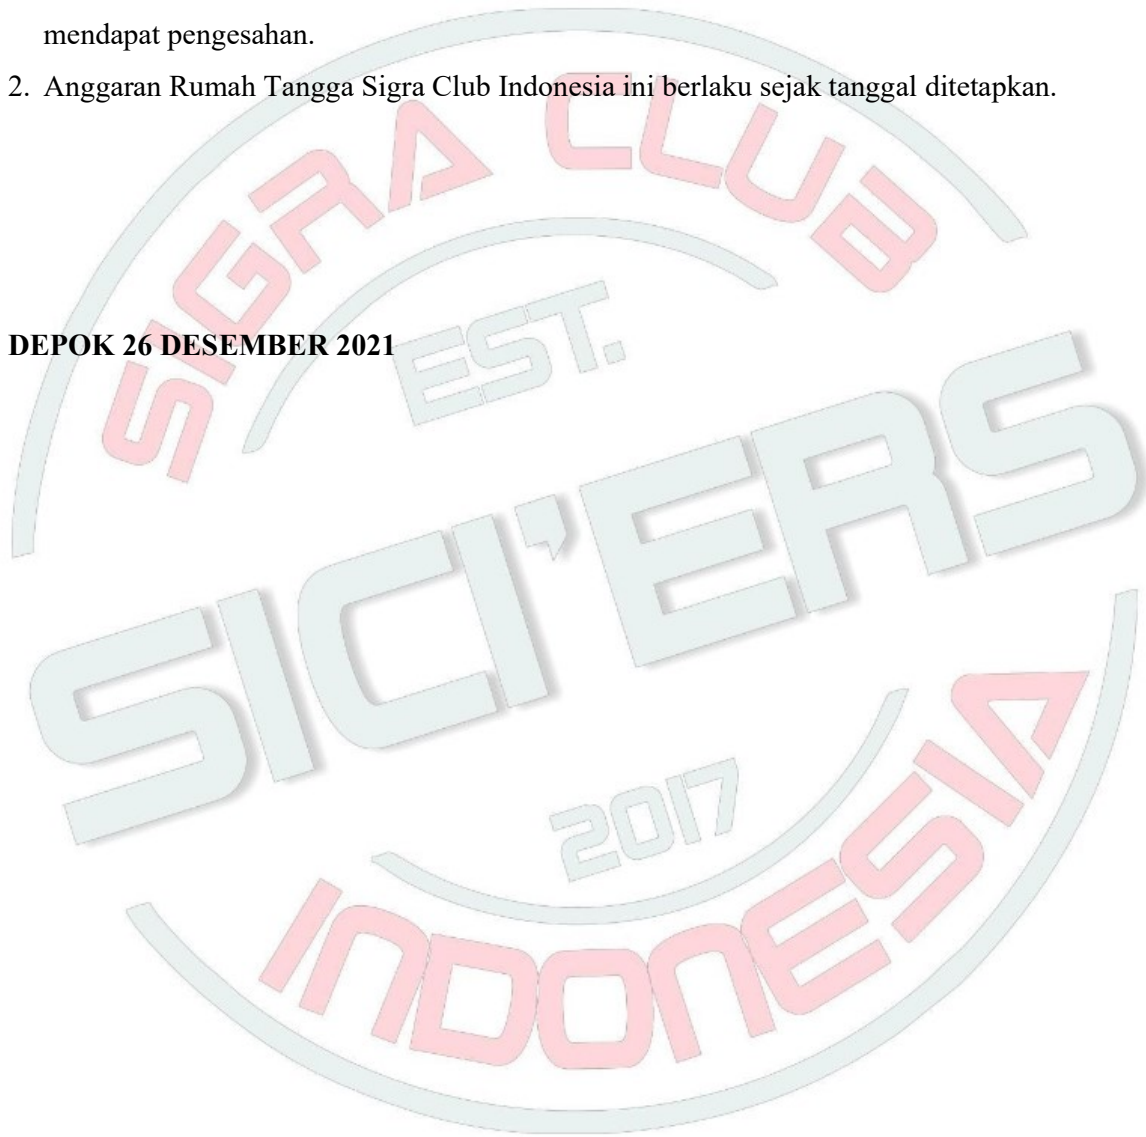 mendapat pengesahan.
2. Anggaran Rumah Tangga Sigra Club Indonesia ini berlaku sejak tanggal ditetapkan.
DEPOK 26 DESEMBER 2021
SIGRA CLUB
EST.
SICI'ERS
2017
INDONESIA